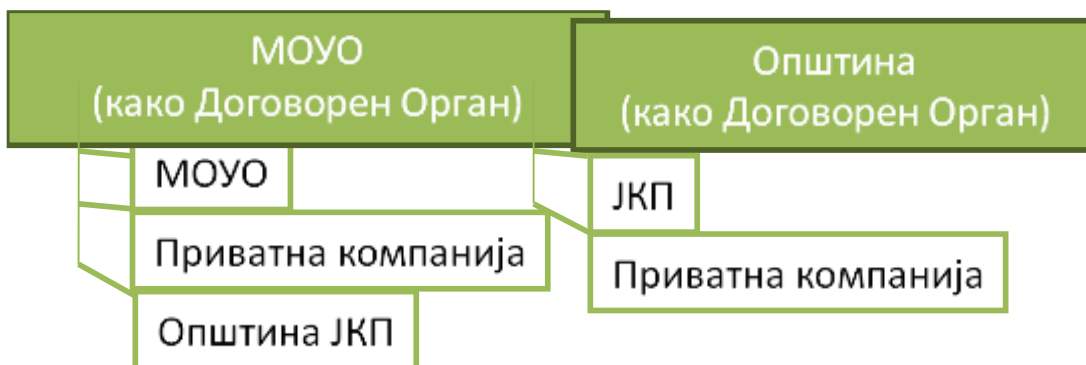 МОУО
(како Договорен Орган)
МОУО
Приватна компанија
Општина ЈКП
Општина
(како Договорен Орган)
ЈКП
Приватна компанија